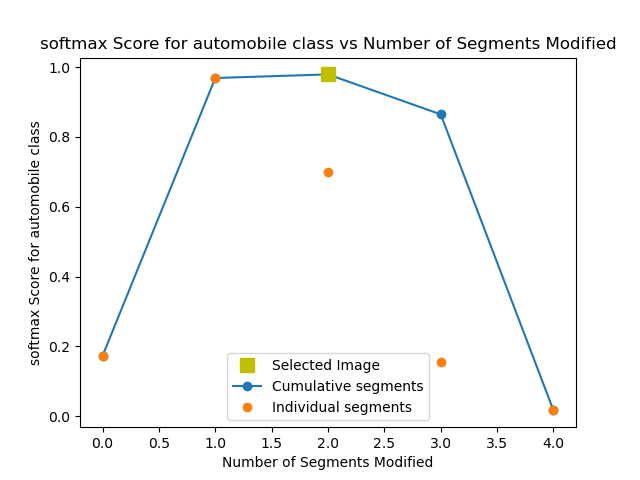 softmax Score for automobile class vs Number of Segments Modified
1.0
0.8
0.6
0.4
0.2
0.0
softmax Score for automobile class
Selected Image
Cumulative segments
Individual segments
0.0 0.5 1.0 1.5 2.0 2.5 3.0 3.5 4.0
Number of Segments Modified